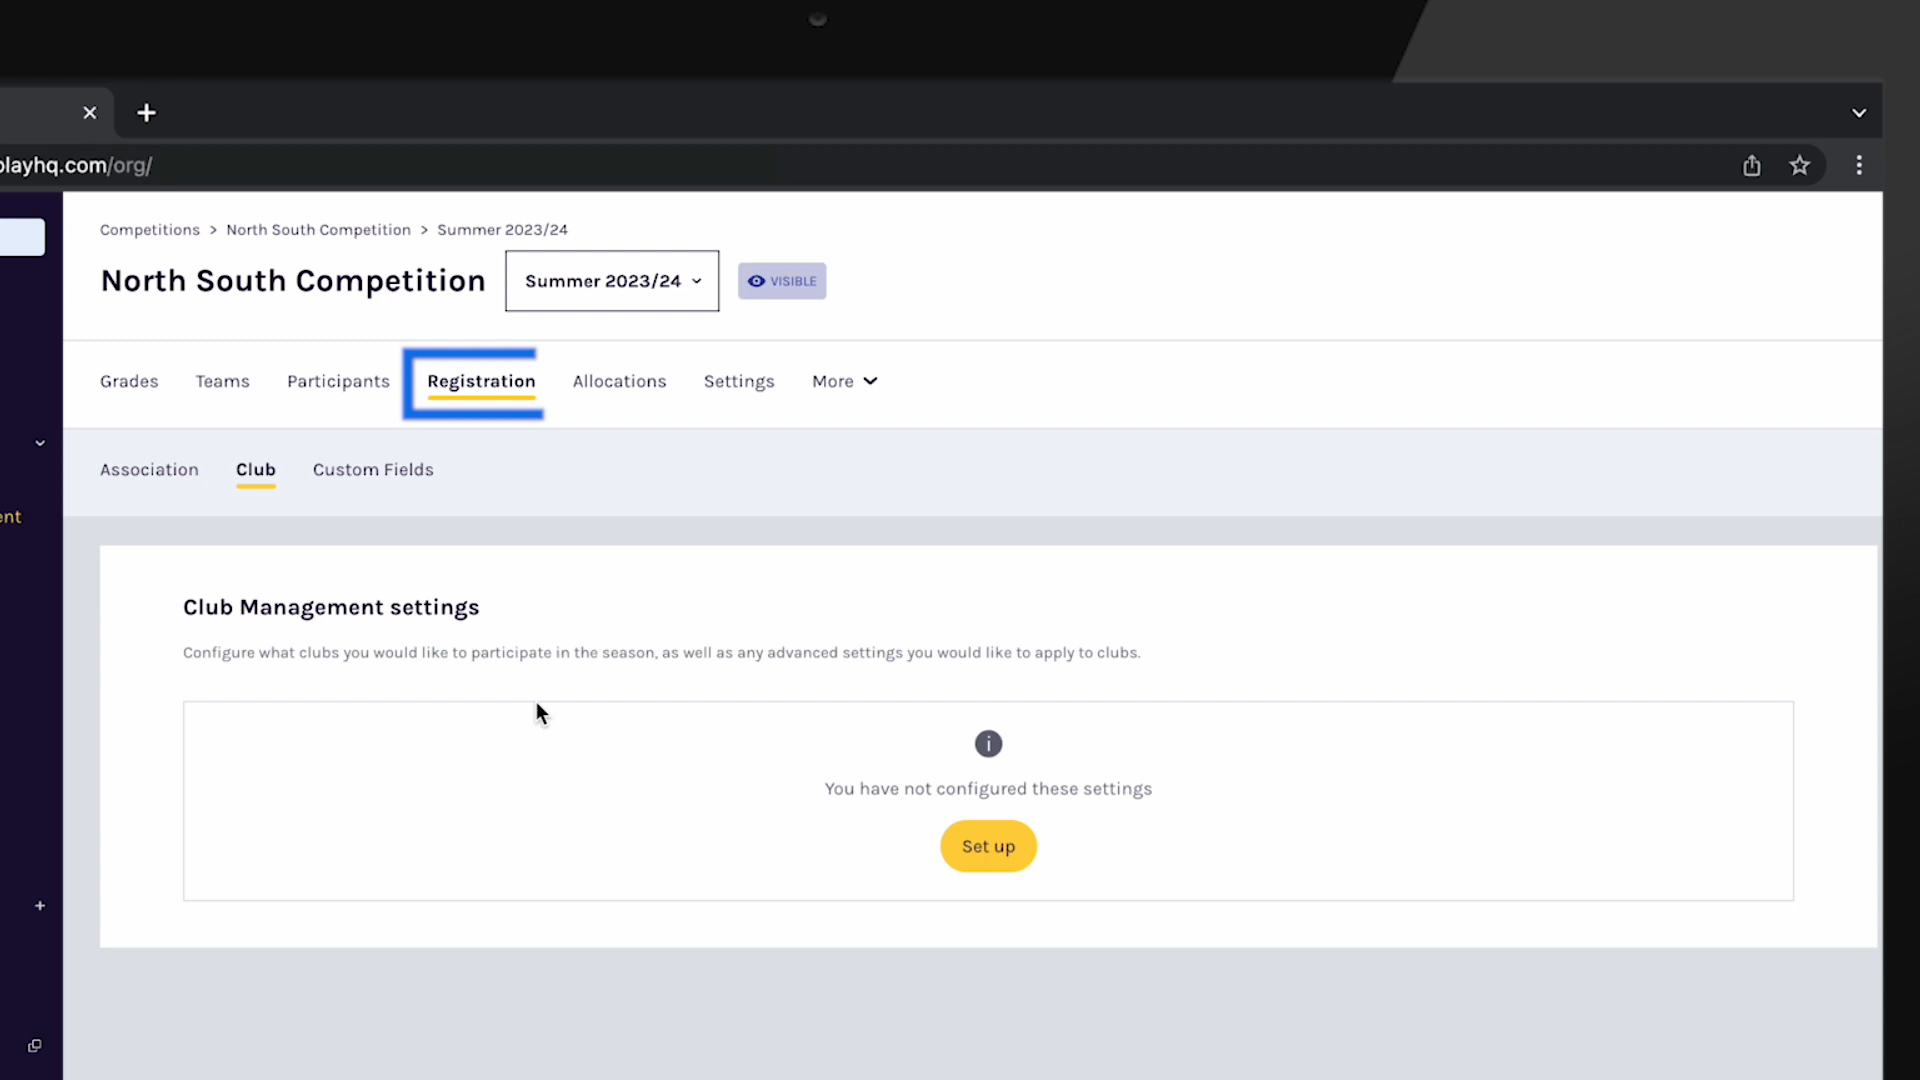 playhq.com/org/
Competitions > North South Competition > Summer 2023/24
North South Competition
Summer 2023/24
VISIBLE
Grades
Teams
Participants
Registration
Allocations
Settings
More
Association
Club
Custom Fields
ent
Club Management settings
Configure what clubs you would like to participate in the season, as well as any advanced settings you would like to apply to clubs.
You have not configured these settings
Set up